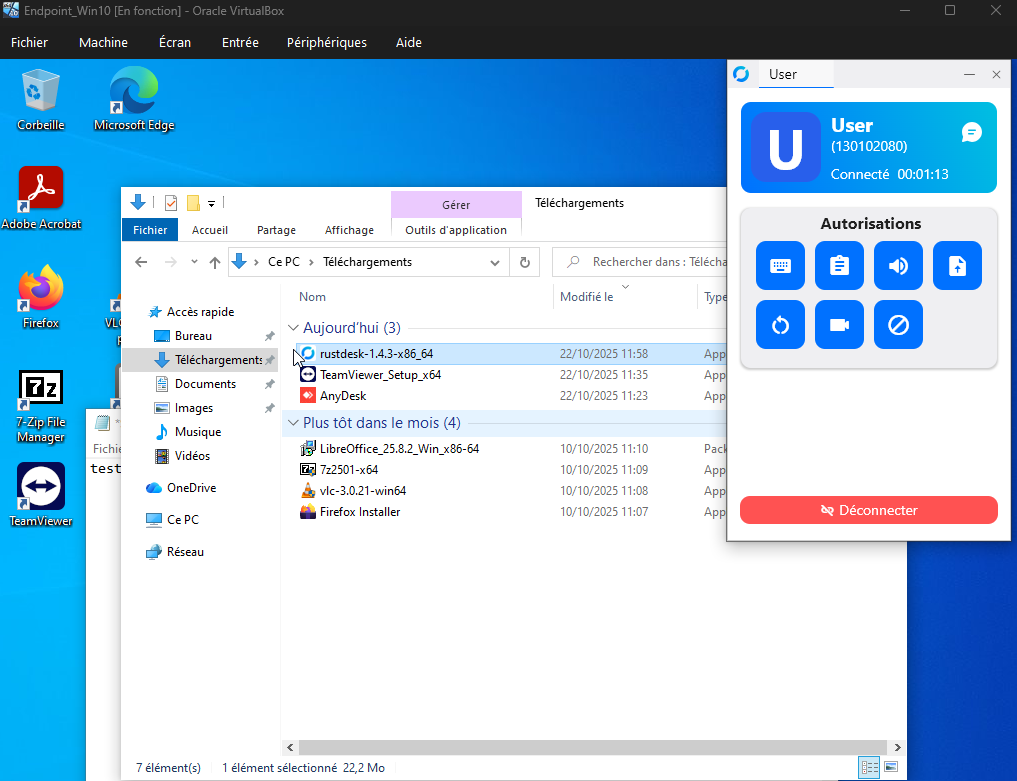 Endpoint_Win10 [En fonction] - Oracle VirtualBox
Fichier Machine Écran Entrée Périphériques Aide
Corbeille
Microsoft Edge
Adobe Acrobat
Firefox
VLC
7-Zip File
Manager
TeamViewer
Fichie
test
Gérer
Téléchargements
Fichier Accueil Partage Affichage Outils d'application
Ce PC > Téléchargements
Rechercher dans : Télécha
Nom Modifié le Type
Accès rapide
Bureau
Téléchargements
Documents
Images
Musique
Vidéos
OneDrive
Ce PC
Réseau
Aujourd'hui (3)
rustdesk-1.4.3-x86_64 22/10/2025 11:58 App
TeamViewer_Setup_x64 22/10/2025 11:35 App
AnyDesk 22/10/2025 11:23 App
Plus tôt dans le mois (4)
LibreOffice_25.8.2_Win_x86-64 10/10/2025 11:10 Pack
7z2501-x64 10/10/2025 11:09 App
vlc-3.0.21-win64 10/10/2025 11:08 App
Firefox Installer 10/10/2025 11:07 App
7 élément(s) 1 élément sélectionné 22,2 Mo
User
U
User
(130102080)
Connecté 00:01:13
Autorisations
Déconnecter